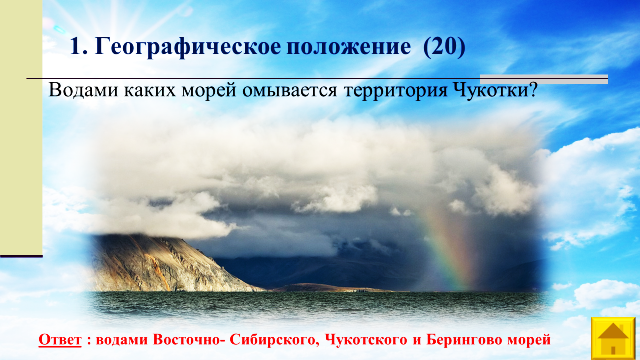 1. Географическое положение (20)
Водами каких морей омывается территория Чукотки?
Ответ : водами Восточно- Сибирского, Чукотского и Берингово морей